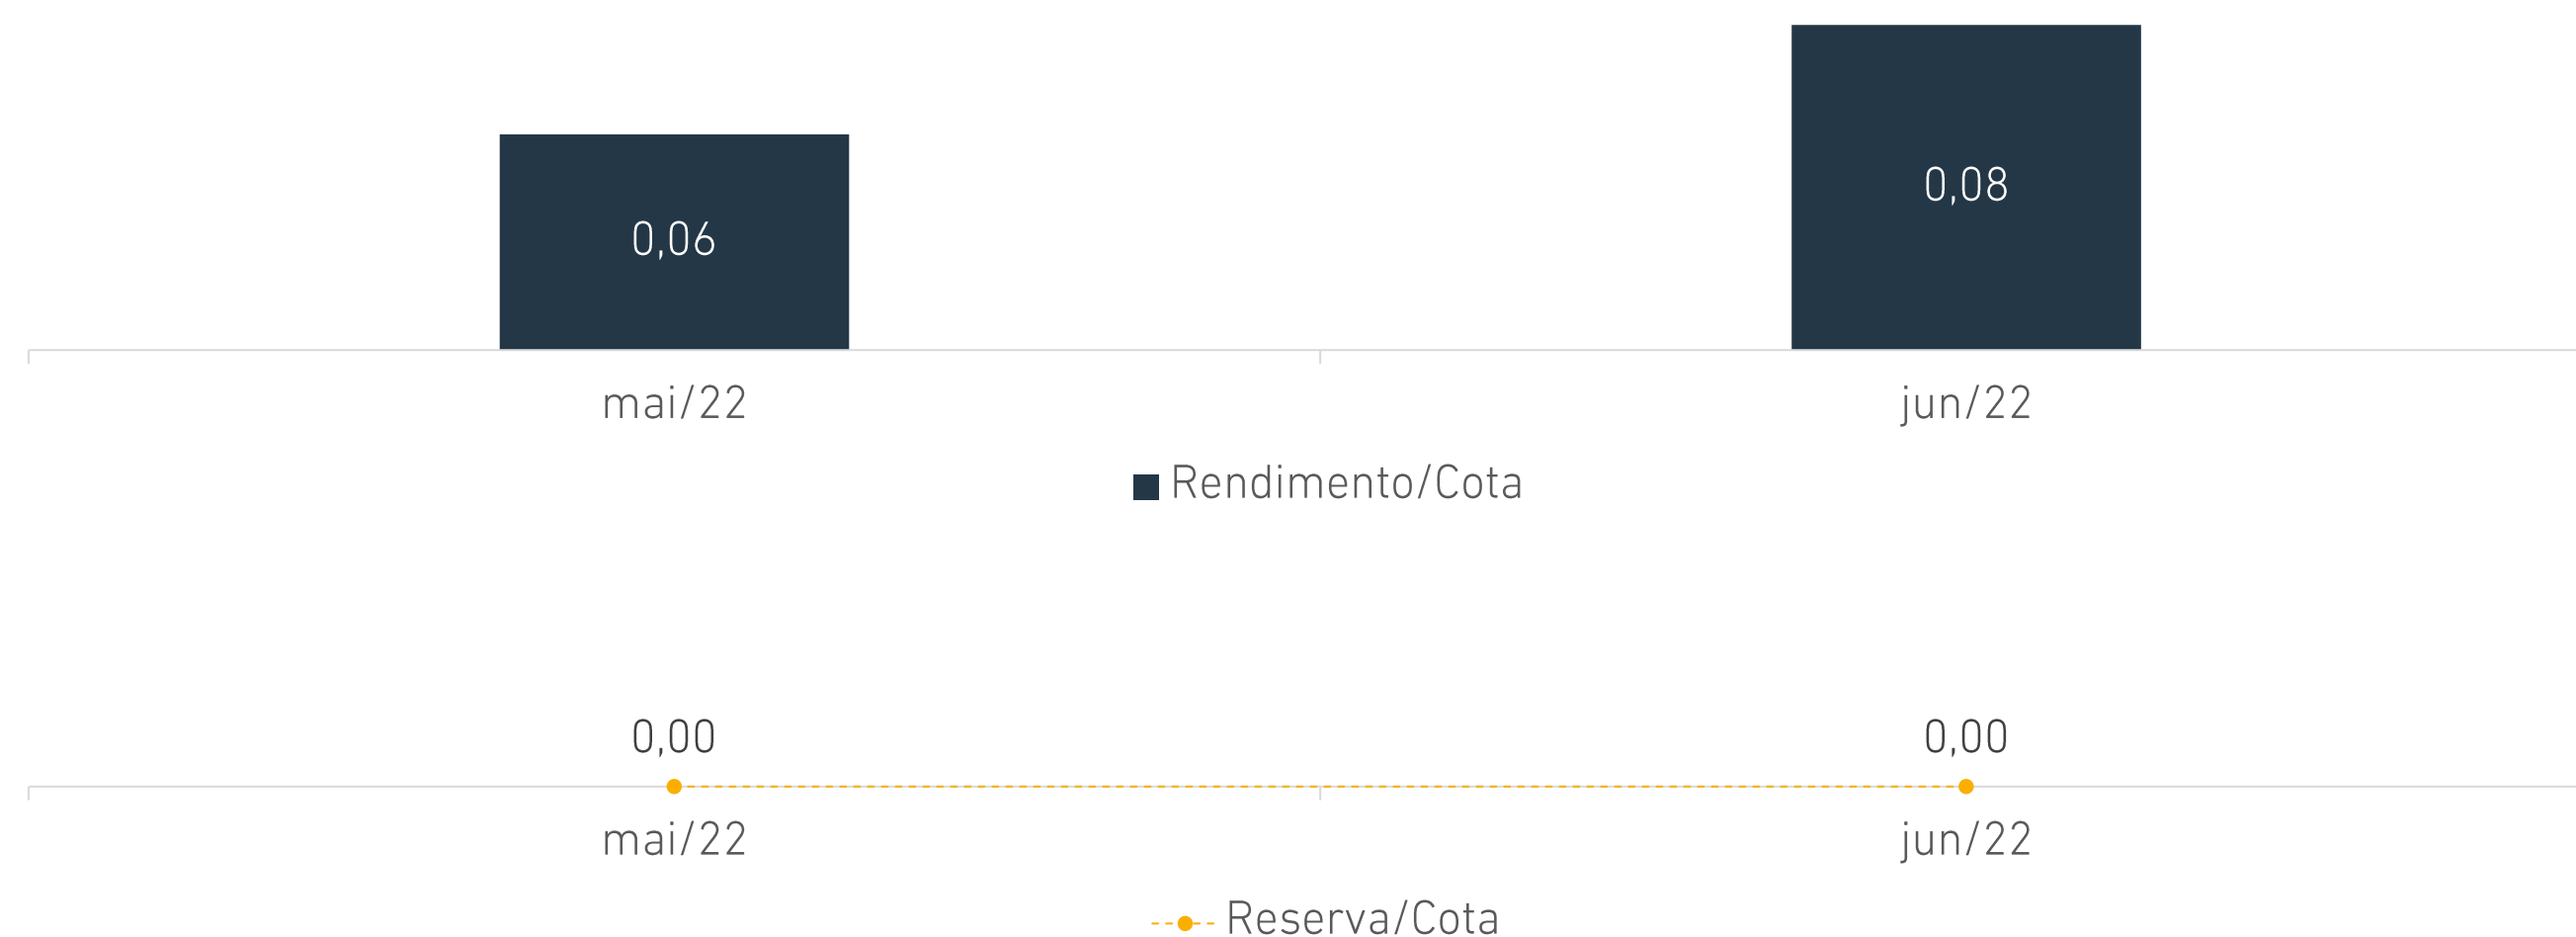 0,06
0,08
mai/22
jun/22
Rendimento/Cota
0,00
0,00
mai/22
jun/22
Reserva/Cota